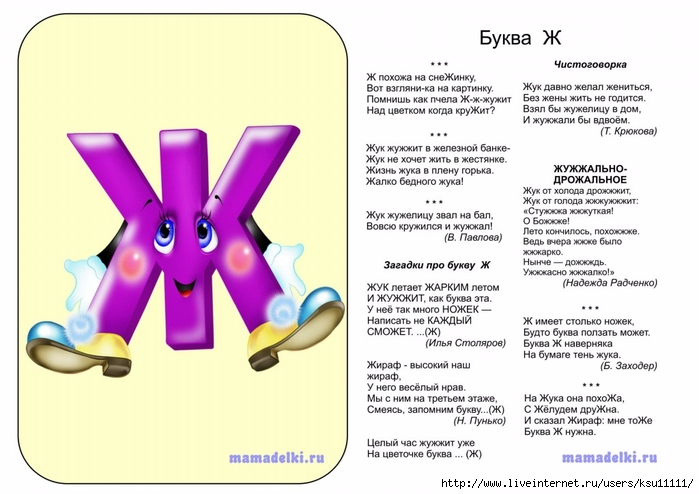 Буква Ж
* * *
Ж похожа на снеЖинку,
Вот взгляни-ка на картинку.
Помнишь как пчела Ж-ж-жужит
Над цветком когда круЖит?
* * *
Жук жужжит в железной банке-
Жук не хочет жить в жестянке.
Жизнь жука в плену горька.
Жалко бедного жука!
* * *
Жук жужелицу звал на бал,
Вовсю кружился и жужжал!
(В. Павлова)
Загадки про букву Ж
ЖУК летает ЖАРКИМ летом
И ЖУЖЖИТ, как буква эта.
У неё так много НОЖЕК —
Написать не КАЖДЫЙ
СМОЖЕТ. ...(Ж)
(Илья Столяров)
Жираф - высокий наш
жираф,
У него весёлый нрав.
Мы с ним на третьем этаже,
Смеясь, запомним букву...(Ж)
(Н. Пунько)
Целый час жужжит уже
На цветочке буква ... (Ж)
Чистоговорка
Жук давно желал жениться,
Без жены жить не годится.
Взял бы жужелицу в дом,
И жужжали бы вдвоём.
(Т. Крюкова)
ЖУЖЖАЛЬНО-
ДРОЖАЛЬНОЕ
Жук от холода дрожжжит,
Жук от голода жжжужжжит:
«Стужжжа жжжуткая!
О Божжже!
Лето кончилось, похожжже.
Ведь вчера жжже было
жжжарко.
Нынче — дожжждь.
Ужжжасно жжжалко!»
(Надежда Радченко)
* * *
Ж имеет столько ножек,
Будто буква ползать может.
Буква Ж наверняка
На бумаге тень жука.
(Б. Заходер)
* * *
На Жука она похоЖа,
С Жёлудем друЖна.
И сказал Жираф: мне тоЖе
Буква Ж нужна.
mamadelki.ru
mamadelki.ru
http://www.liveinternet.ru/users/ksu11111/